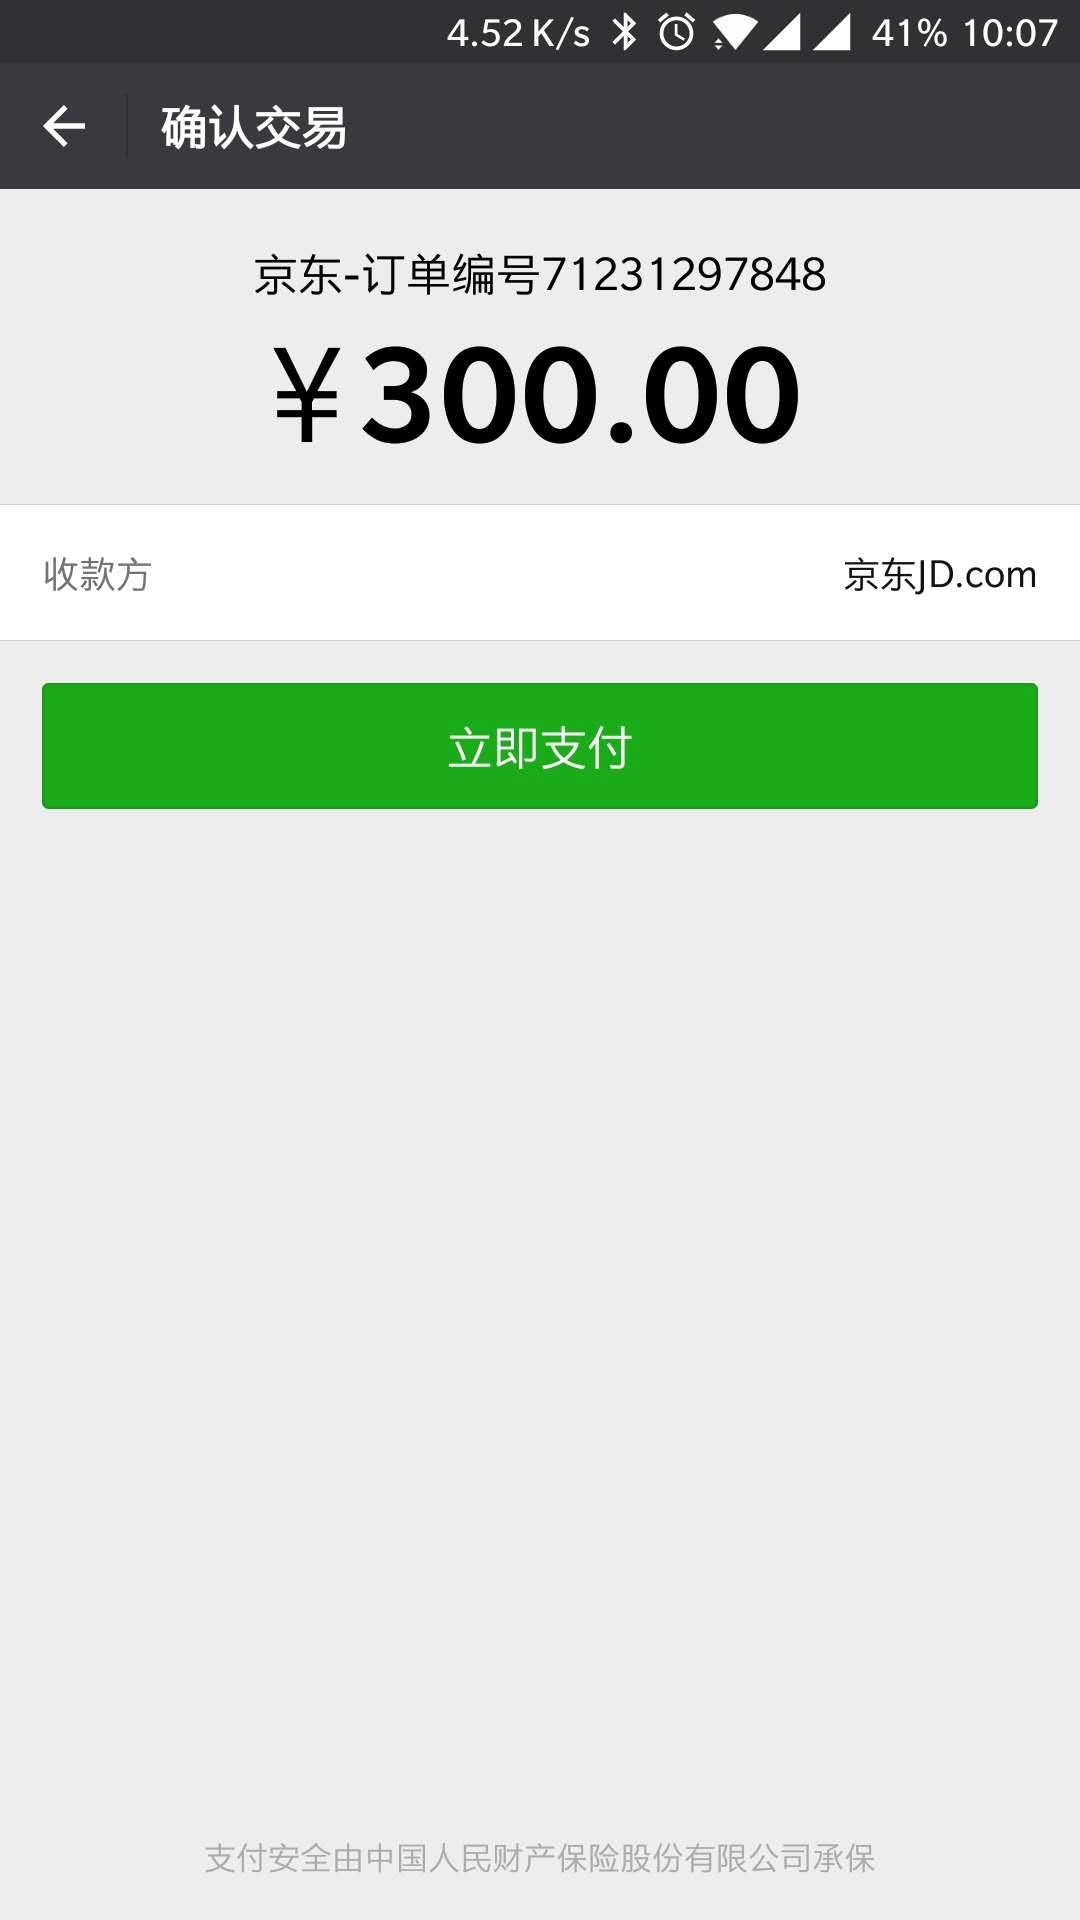 4.52 K/s 41% 10:07
确认交易
京东-订单编号71231297848
￥300.00
收款方 京东JD.com
立即支付
支付安全由中国人民财产保险股份有限公司承保